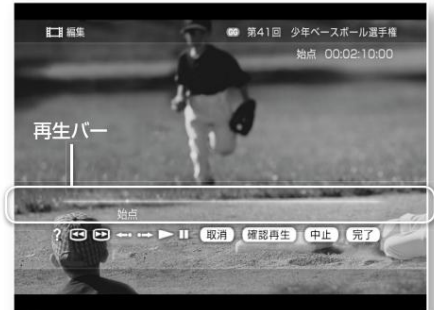 編集
第41回 少年ベースボール選手権
始点 00:02:10:00
再生バー
始点
? 取消 確認再生 中止 完了